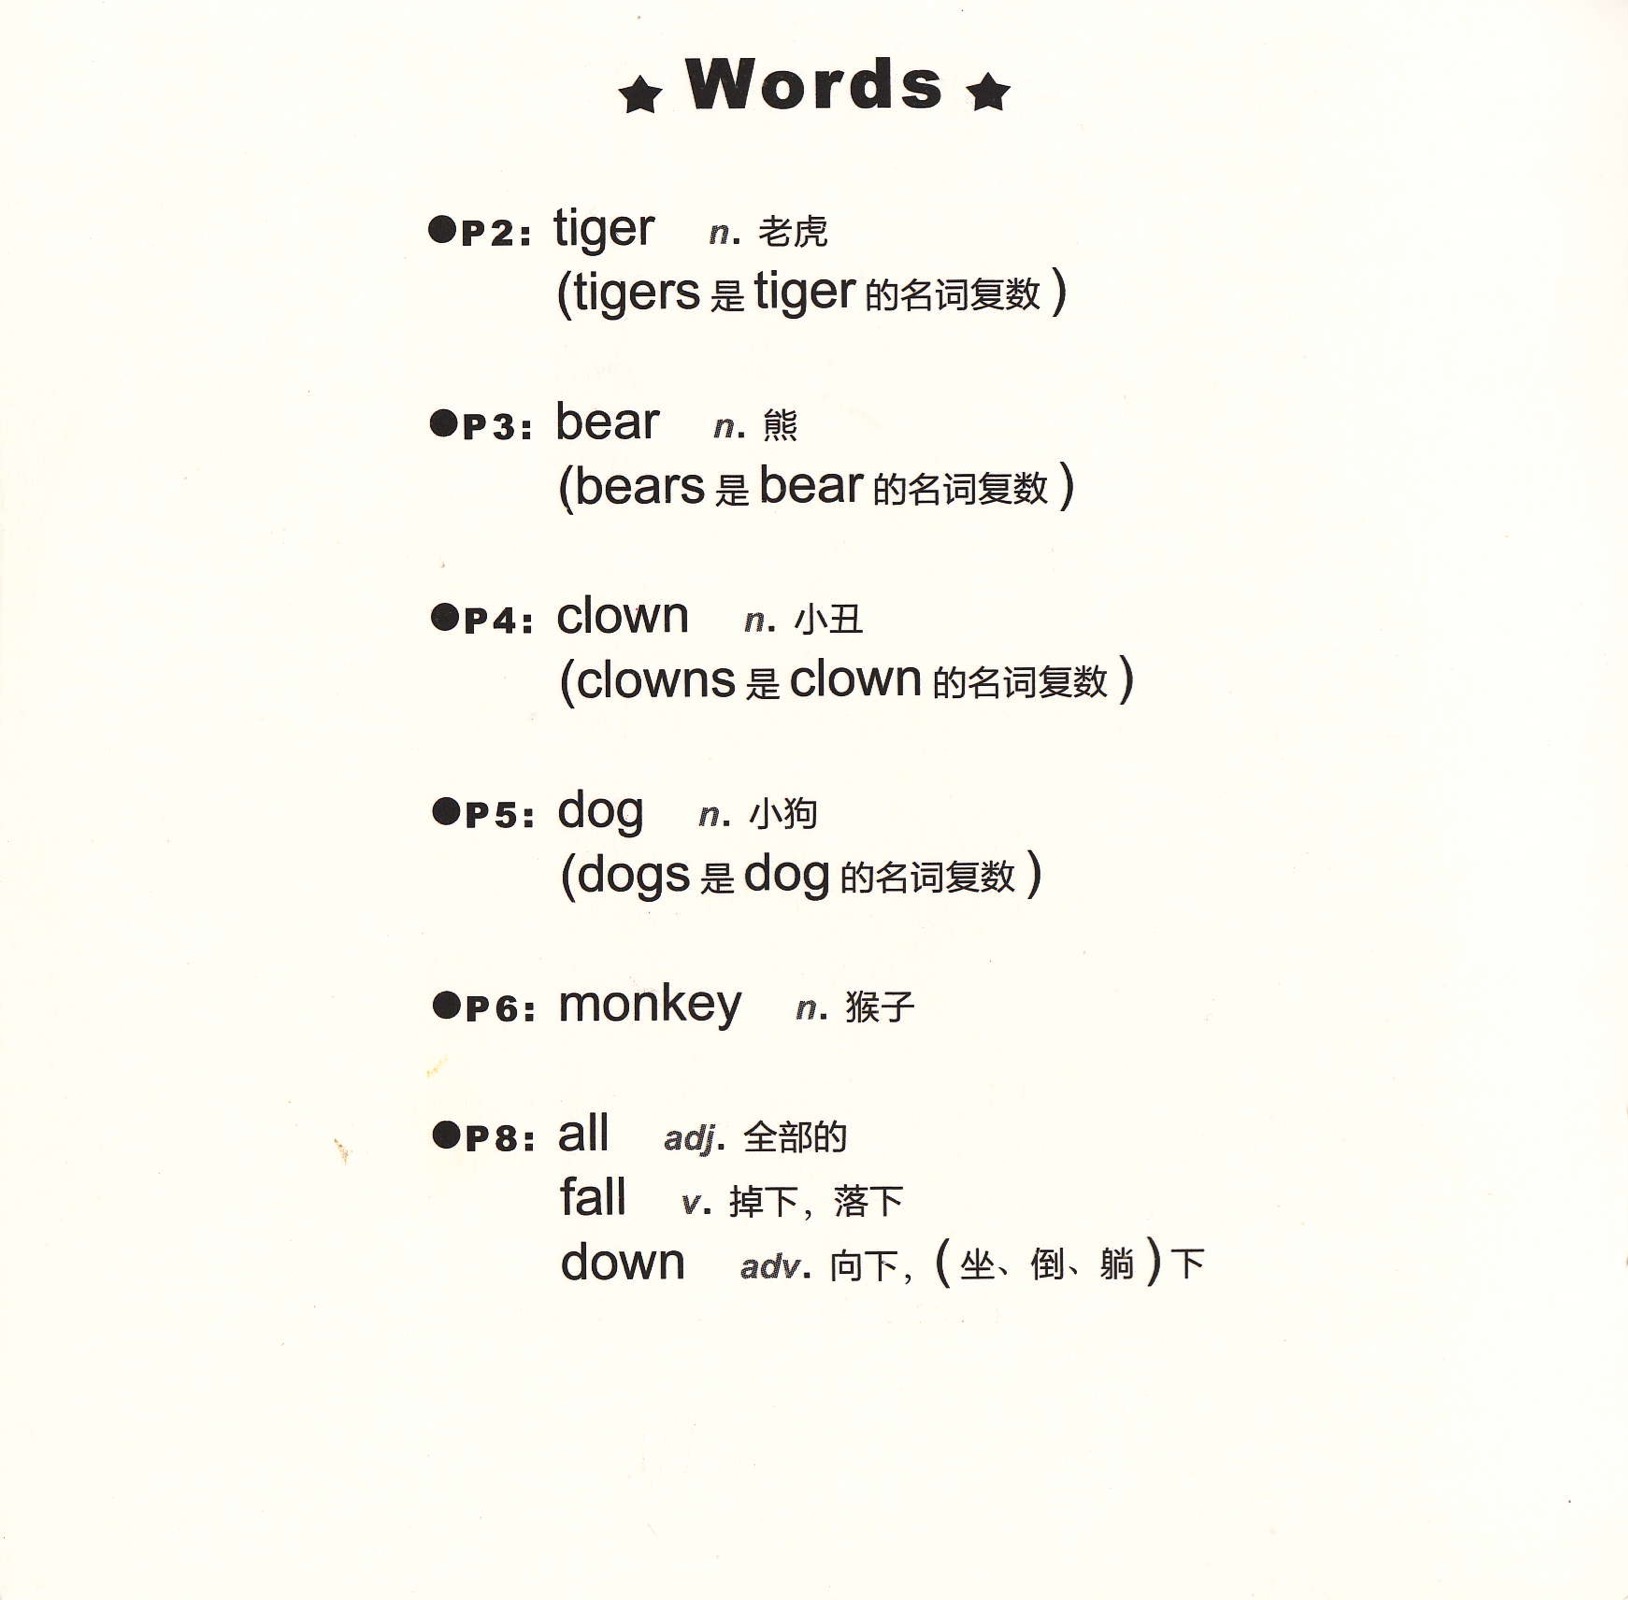 ★ Words ★
●P2: tiger n. 老虎
(tigers 是 tiger 的名词复数)
●P3: bear n. 熊
(bears 是 bear 的名词复数)
●P4: clown n. 小丑
(clowns 是 clown 的名词复数)
●P5: dog n. 小狗
(dogs 是 dog 的名词复数)
●P6: monkey n. 猴子
●P8: all adj. 全部的
fall v. 掉下，落下
down adv. 向下，(坐、倒、躺)下